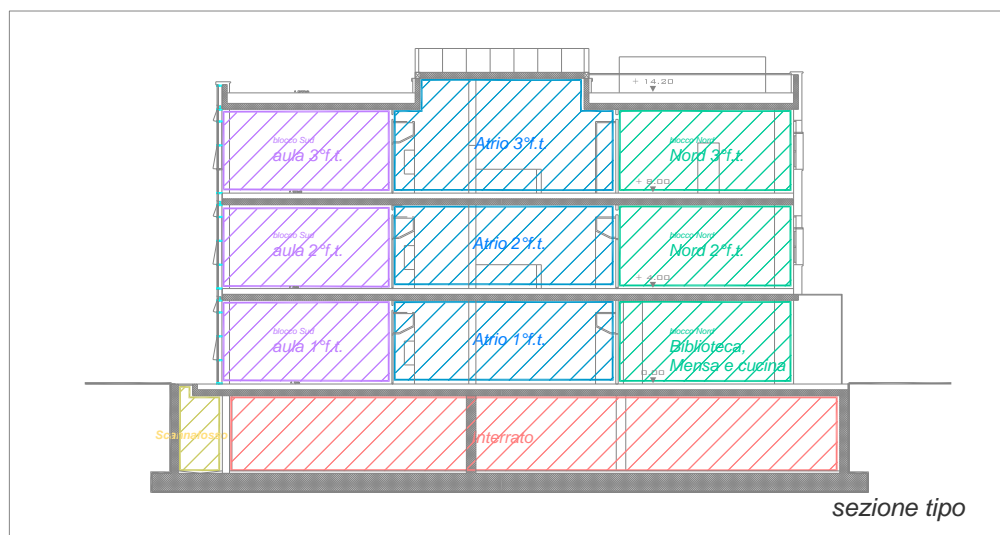 + 14.20
blocco Sud
aula 3°f.t.
Atrio 3°f.t.
blocco Nord
Nord 3°f.t.
+ 8.00
blocco Sud
aula 2°f.t.
Atrio 2°f.t.
blocco Nord
Nord 2°f.t.
+ 4.00
blocco Sud
aula 1°f.t.
Atrio 1°f.t.
blocco Nord
Biblioteca,
Mensa e cucina
0.00
Scannafosso
Interrato
sezione tipo